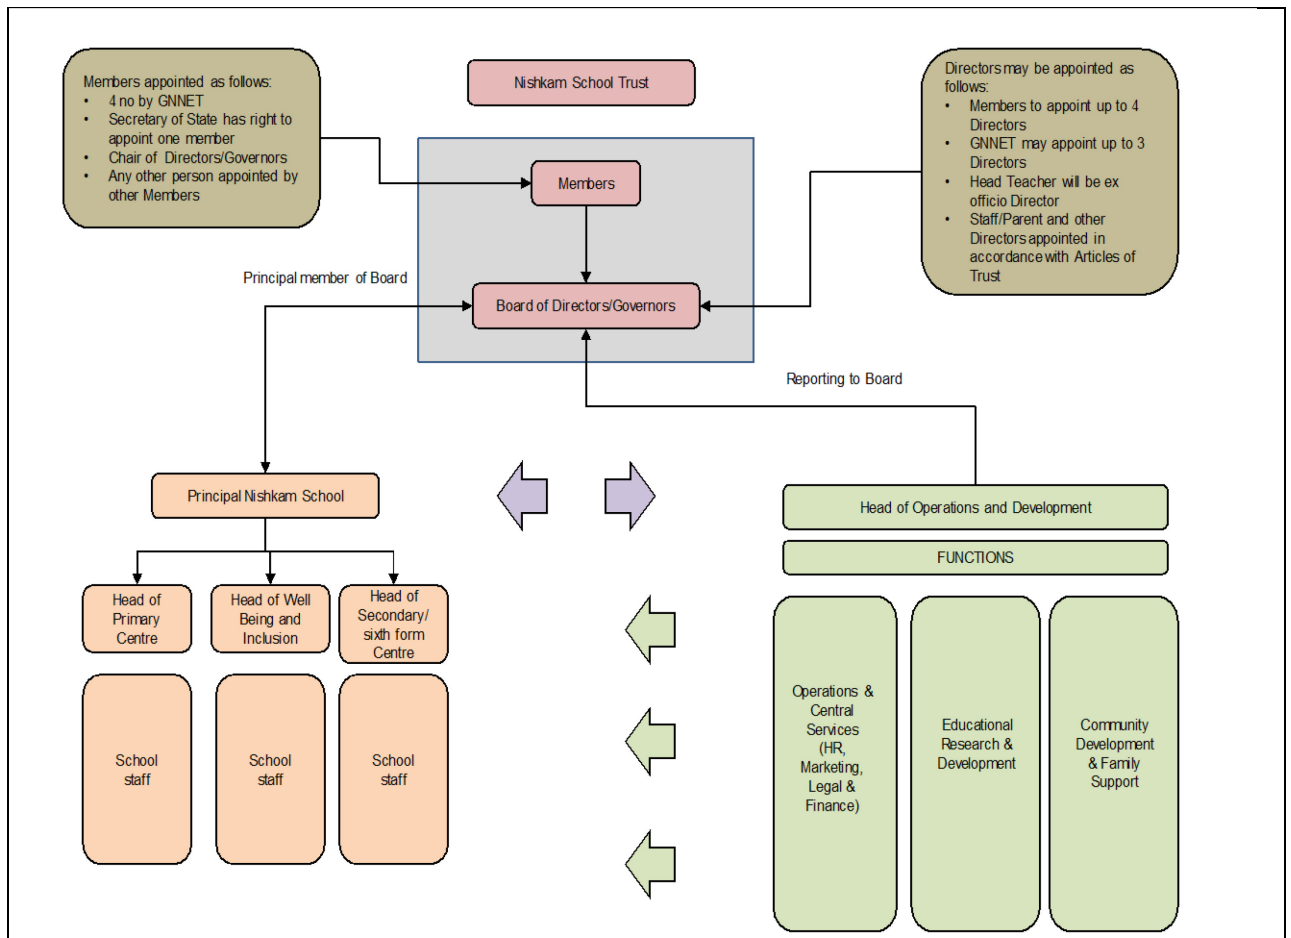 Members appointed as follows:
• 4 no by GNNET
• Secretary of State has right to
appoint one member
• Chair of Directors/Governors
• Any other person appointed by
other Members
Nishkam School Trust
Directors may be appointed as
follows:
• Members to appoint up to 4
Directors
• GNNET may appoint up to 3
Directors
• Head Teacher will be ex
officio Director
• Staff/Parent and other
Directors appointed in
accordance with Articles of
Trust
Members
Principal member of Board
Board of Directors/Governors
Reporting to Board
Principal Nishkam School
Head of Operations and Development
FUNCTIONS
Head of
Primary
Centre
Head of Well
Being and
Inclusion
Head of
Secondary/
sixth form
Centre
School
staff
School
staff
School
staff
Operations &
Central
Services
(HR,
Marketing,
Legal &
Finance)
Educational
Research &
Development
Community
Development
& Family
Support